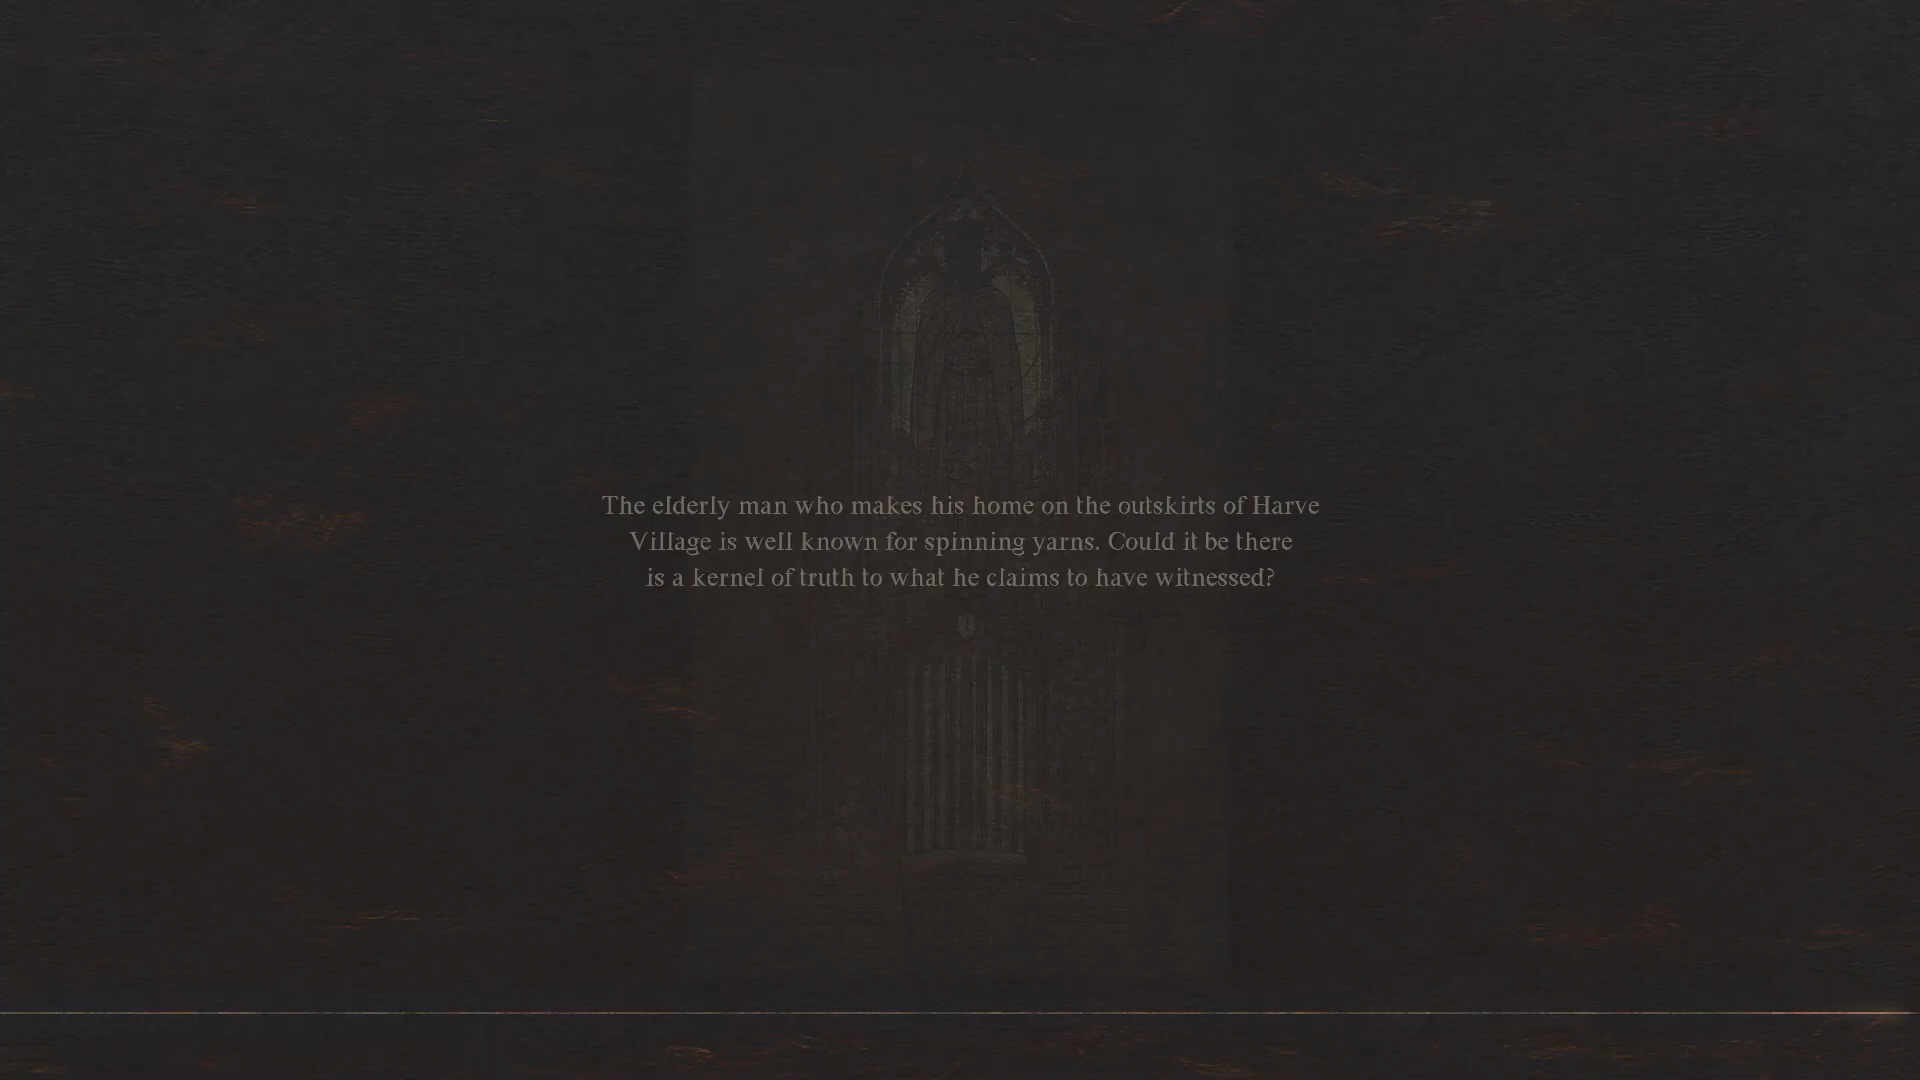 The elderly man who makes his home on the outskirts of Harve
Village is well known for spinning yarns. Could it be there
is a kernel of truth to what he claims to have witnessed?